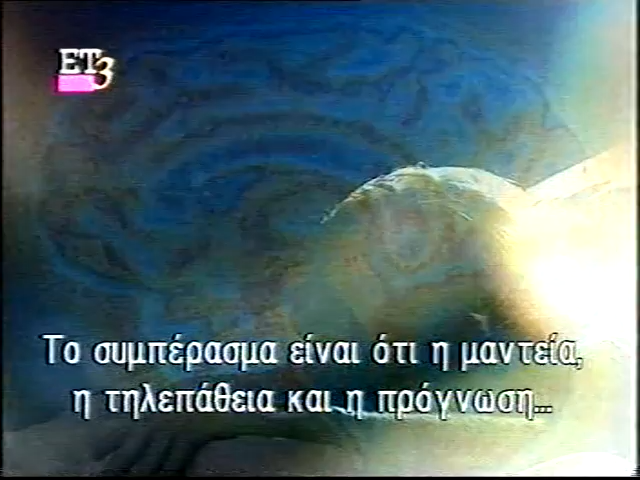 ET3
Το συμπέρασμα είναι ότι η μαντεία,
η τηλεπάθεια και η πρόγνωση...